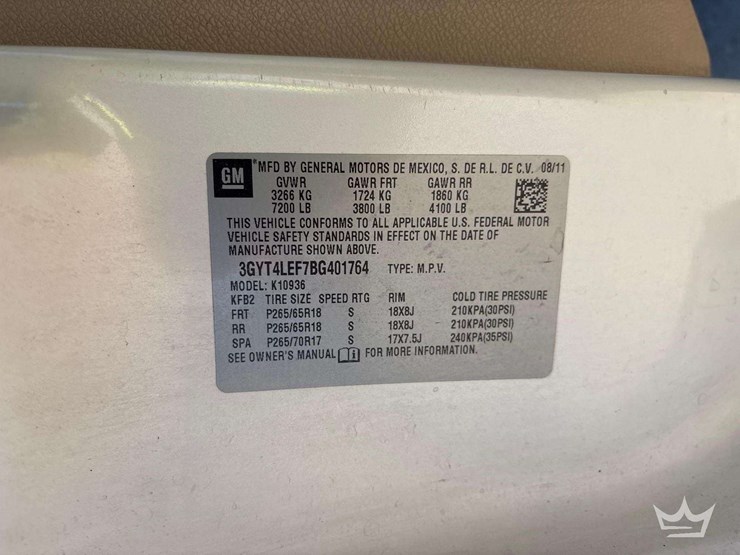 GM
*MFD BY GENERAL MOTORS DE MEXICO, S. DE R.L. DE C.V. 08/11
GVWR GAWR FRT GAWR RR
3266 KG 1724 KG 1860 KG
7200 LB 3800 LB 4100 LB
THIS VEHICLE CONFORMS TO ALL APPLICABLE U.S. FEDERAL MOTOR
VEHICLE SAFETY STANDARDS IN EFFECT ON THE DATE OF
MANUFACTURE SHOWN ABOVE.
3GYT4LEF7BG401764 TYPE: M.P.V.
MODEL: K10936
KFB2 TIRE SIZE SPEED RTG RIM COLD TIRE PRESSURE
FRT P265/65R18 S 18X8J 210KPA(30PSI)
RR P265/65R18 S 18X8J 210KPA(30PSI)
SPA P265/70R17 S 17X7.5J 240KPA(35PSI)
SEE OWNER'S MANUAL FOR MORE INFORMATION.